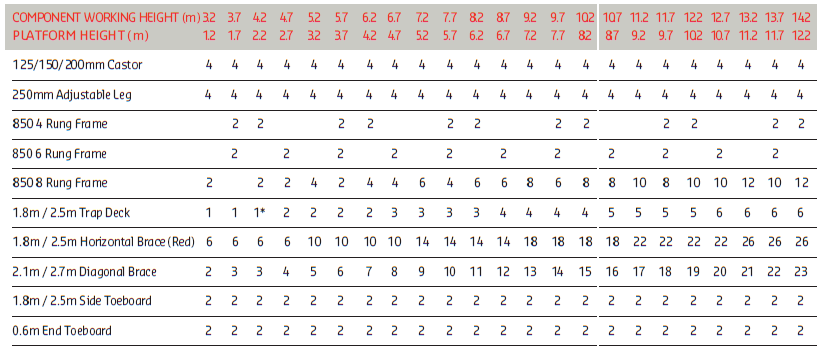 COMPONENT WORKING HEIGHT (m) 3.2 3.7 4.2 4.7 5.2 5.7 6.2 6.7 7.2 7.7 8.2 8.7 9.2 9.7 10.2 10.7 11.2 11.7 12.2 12.7 13.2 13.7 14.2
PLATFORM HEIGHT (m) 1.2 1.7 2.2 2.7 3.2 3.7 4.2 4.7 5.2 5.7 6.2 6.7 7.2 7.7 8.2 8.7 9.2 9.7 10.2 10.7 11.2 11.7 12.2
125/150/200mm Castor 4 4 4 4 4 4 4 4 4 4 4 4 4 4 4 4 4 4 4 4 4 4 4
250mm Adjustable Leg 4 4 4 4 4 4 4 4 4 4 4 4 4 4 4 4 4 4 4 4 4 4 4
850 4 Rung Frame 2 2 2 2 2 2 2 2 2 2 2 2
850 6 Rung Frame 2 2 2 2 2 2 2 2 2 2 2
850 8 Rung Frame 2 2 2 4 2 4 4 6 4 6 6 8 6 8 8 10 8 10 10 12 10 12
1.8m / 2.5m Trap Deck 1 1 1* 2 2 2 2 3 3 3 3 4 4 4 4 5 5 5 5 6 6 6 6
1.8m / 2.5m Horizontal Brace (Red) 6 6 6 6 10 10 10 10 14 14 14 14 18 18 18 18 22 22 22 22 26 26 26
2.1m / 2.7m Diagonal Brace 2 3 3 4 5 6 7 8 9 10 11 12 13 14 15 16 17 18 19 20 21 22 23
1.8m / 2.5m Side Toeboard 2 2 2 2 2 2 2 2 2 2 2 2 2 2 2 2 2 2 2 2 2 2 2
0.6m End Toeboard 2 2 2 2 2 2 2 2 2 2 2 2 2 2 2 2 2 2 2 2 2 2 2